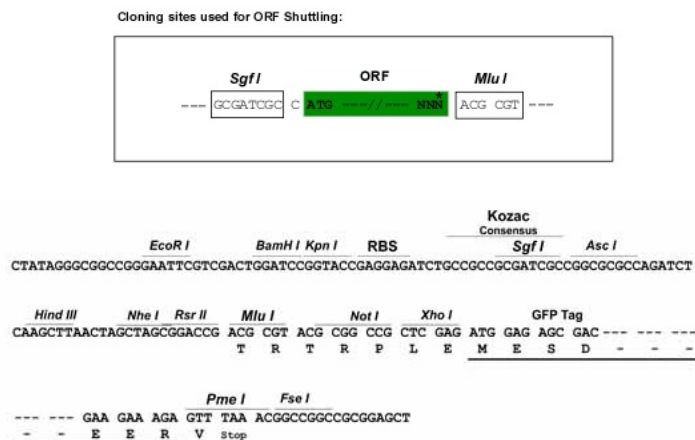 Cloning sites used for ORF Shuttling:
Sgf I ORF Mlu I
--- GCGATCGC C ATG ---//--- NNN* ACG CGT ---
Kozac
Consensus
EcoR I BamH I Kpn I RBS Sgf I Asc I
CTATAGGGCGGCCGGGAATTCGTCGACTGGATCCGGTACCGAGGAGATCTGCCGCCGCGATCGCCGGCGCGCCAGATCT
Hind III Nhe I Rsr II Mlu I Not I Xho I GFP Tag
CAAGCTTAACTAGCTAGCGGACCG ACG CGT ACG CGG CCG CTC GAG ATG GAG AGC GAC--- --- ---
T R T R P L E M E S D - - -
Pme I Fse I
--- --- GAA GAA AGA GTT TAA ACGGCCGGCCGCGGAGCT
- - E E R V Stop